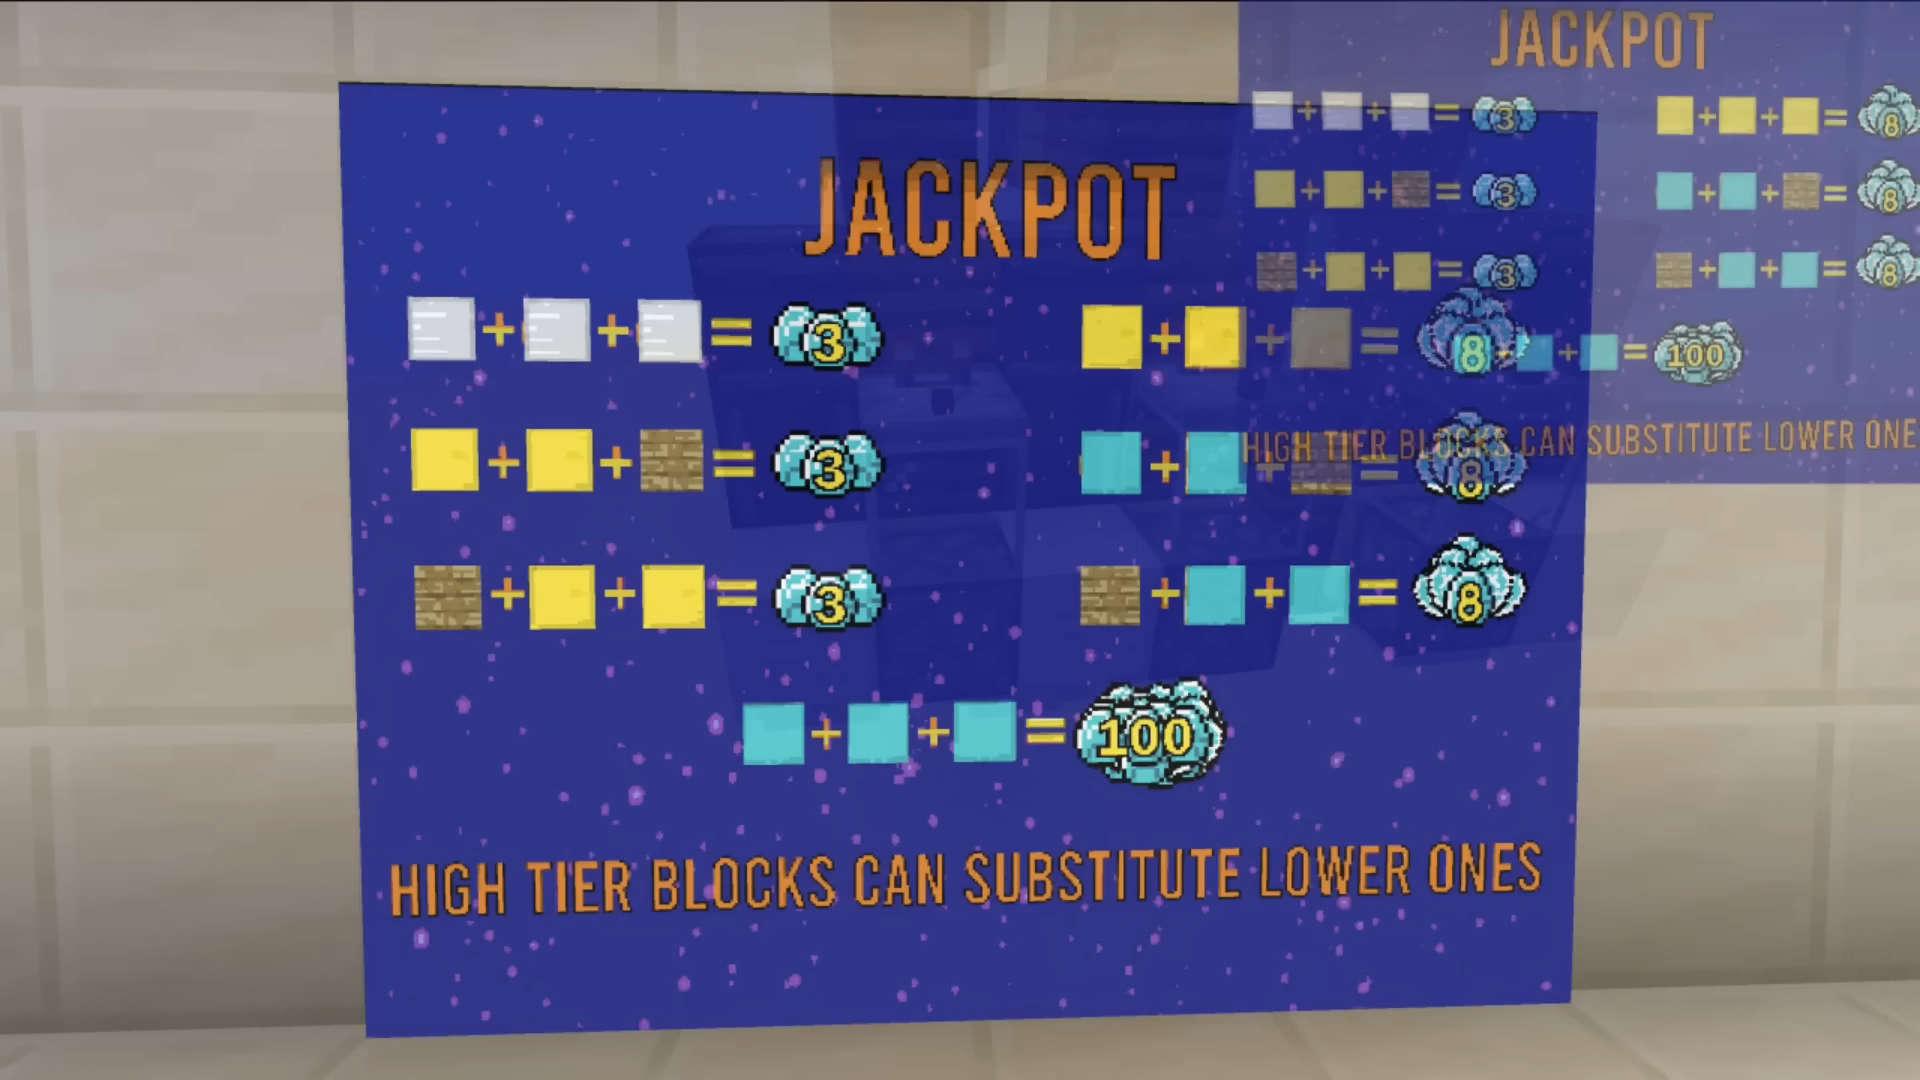 JACKPOT
+ + = 3
+ + = 8
+ + = 3
+ + = 8
+ + = 3
+ + = 8
+ + = 100
HIGH TIER BLOCKS CAN SUBSTITUTE LOWER ONES
JACKPOT
+ + = 3
+ + = 8
+ + = 3
+ + = 8
+ + = 3
+ + = 8
+ + = 100
HIGH TIER BLOCKS CAN SUBSTITUTE LOWER ONE